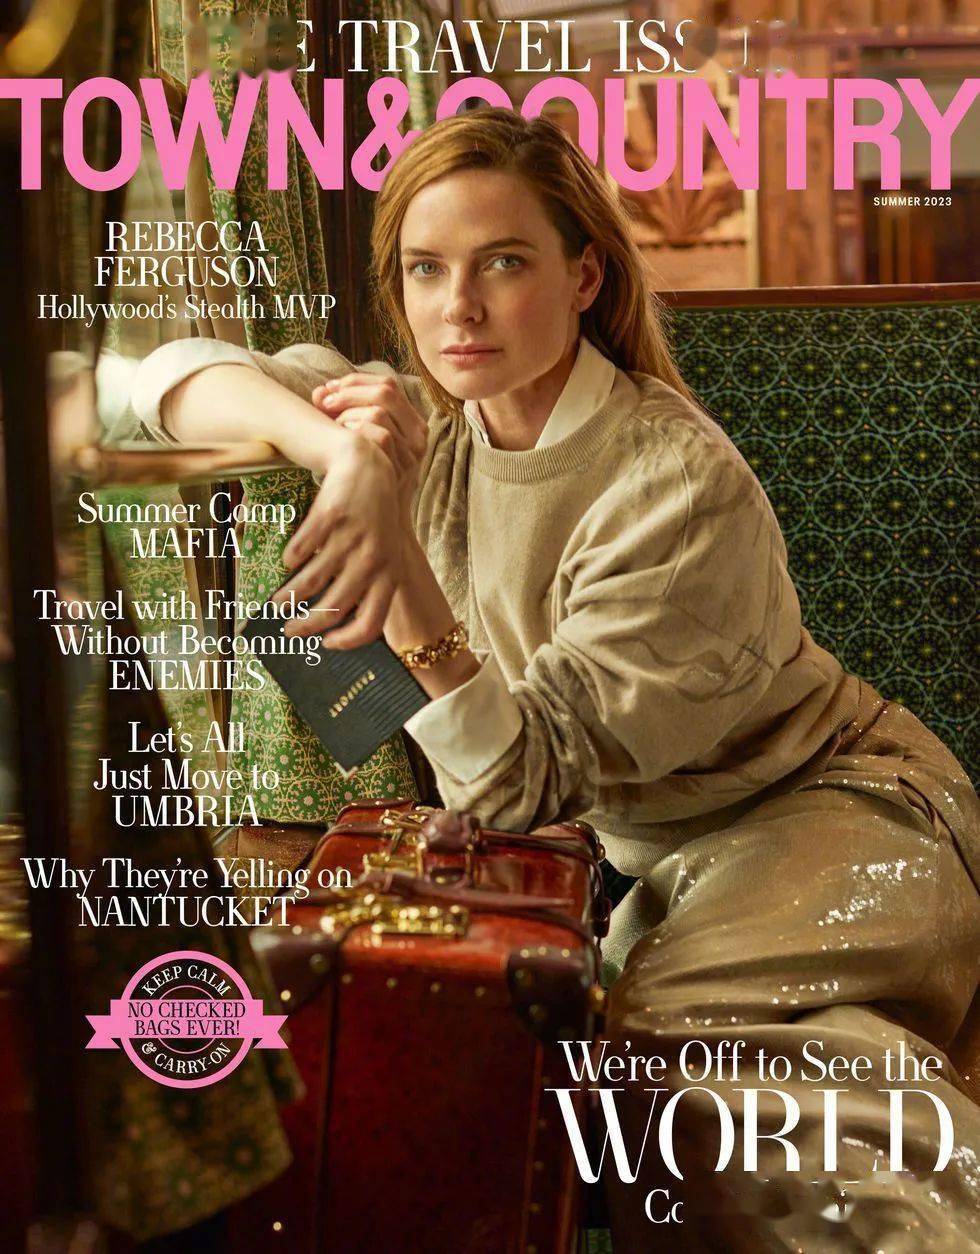 TRAVEL
TOWN&COUNTRY
SUMMER 2023
REBECCA
FERGUSON
Hollywood's Stealth MVP
Summer Camp
MAFIA
Travel with Friends—
Without Becoming
ENEMIES
PASSPORT
Let's All
Just Move to
UMBRIA
Why They're Yelling on
NANTUCKET
KEEP CALM
NO CHECKED
BAGS EVER!
& CARRY-ON
We're Off to See the
WORLD